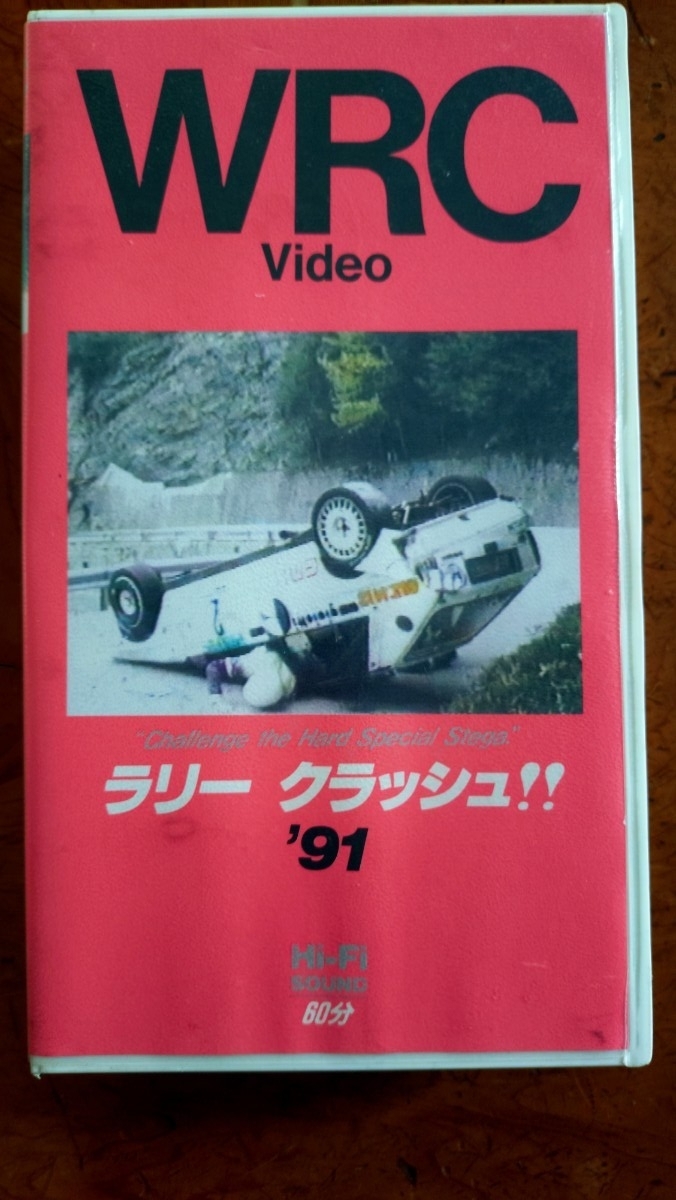 WRC
Video
"Challenge the Hard Special Stega."
ラリー クラッシュ!!
'91
Hi-Fi
SOUND
60分